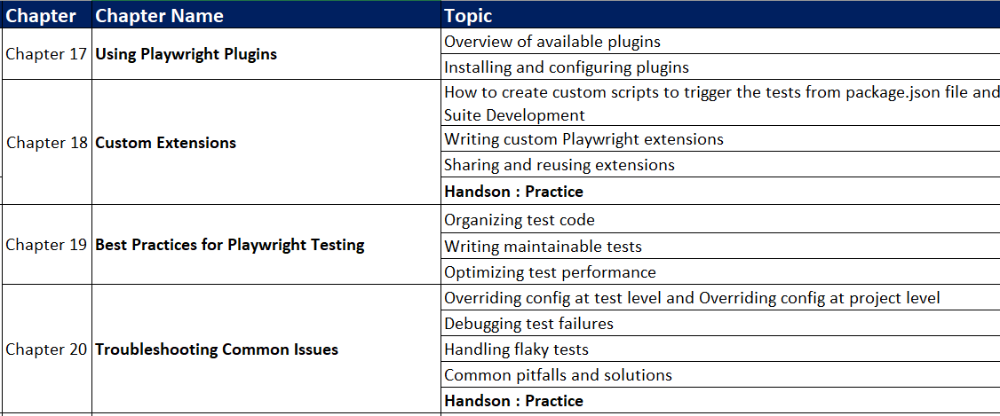 Chapter Chapter Name Topic
Chapter 17 Using Playwright Plugins
Overview of available plugins
Installing and configuring plugins
Chapter 18 Custom Extensions
How to create custom scripts to trigger the tests from package.json file and
Suite Development
Writing custom Playwright extensions
Sharing and reusing extensions
Handson : Practice
Chapter 19 Best Practices for Playwright Testing
Organizing test code
Writing maintainable tests
Optimizing test performance
Chapter 20 Troubleshooting Common Issues
Overriding config at test level and Overriding config at project level
Debugging test failures
Handling flaky tests
Common pitfalls and solutions
Handson : Practice